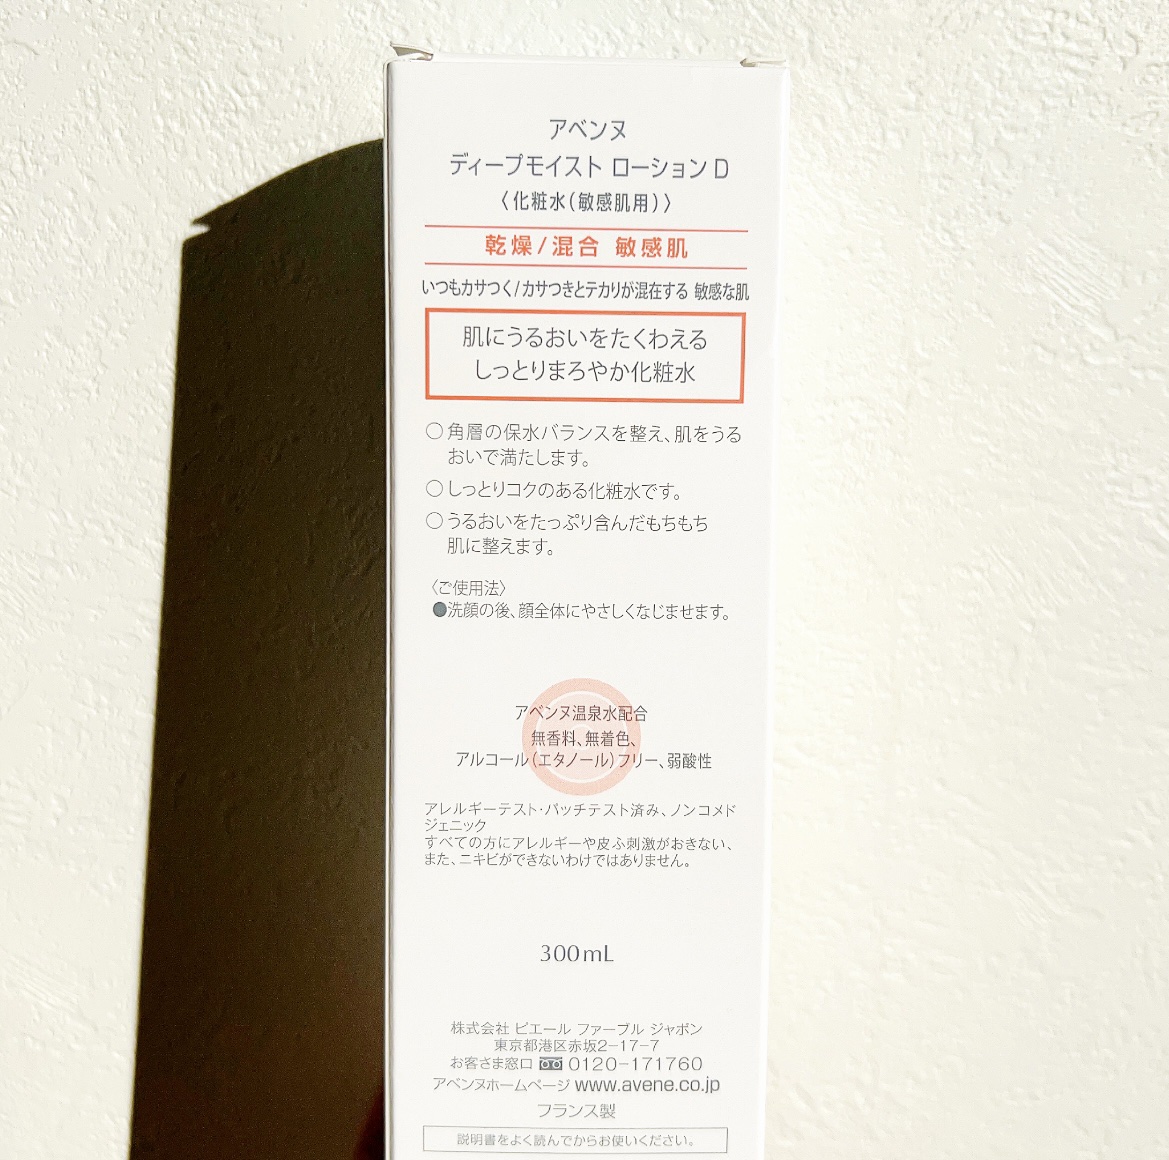 アベンヌ
ディープモイスト ローション D
〈化粧水(敏感肌用)〉
乾燥/混合 敏感肌
いつもカサつく/カサつきとテカリが混在する 敏感な肌
肌にうるおいをたくわえる
しっとりまろやか化粧水
○角層の保水バランスを整え、肌をうる
おいで満たします。
○しっとりコクのある化粧水です。
○うるおいをたっぷり含んだもちもち
肌に整えます。
〈ご使用法〉
●洗顔の後、顔全体にやさしくなじませます。
アベンヌ温泉水配合
無香料、無着色、
アルコール(エタノール)フリー、弱酸性
アレルギーテスト・パッチテスト済み、ノンコメド
ジェニック
すべての方にアレルギーや皮ふ刺激がおきない、
また、ニキビができないわけではありません。
300mL
株式会社 ピエール ファーブル ジャポン
東京都港区赤坂2-17-7
お客さま窓口 0120-171760
アベンヌホームページ www.avene.co.jp
フランス製
説明書をよく読んでからお使いください。